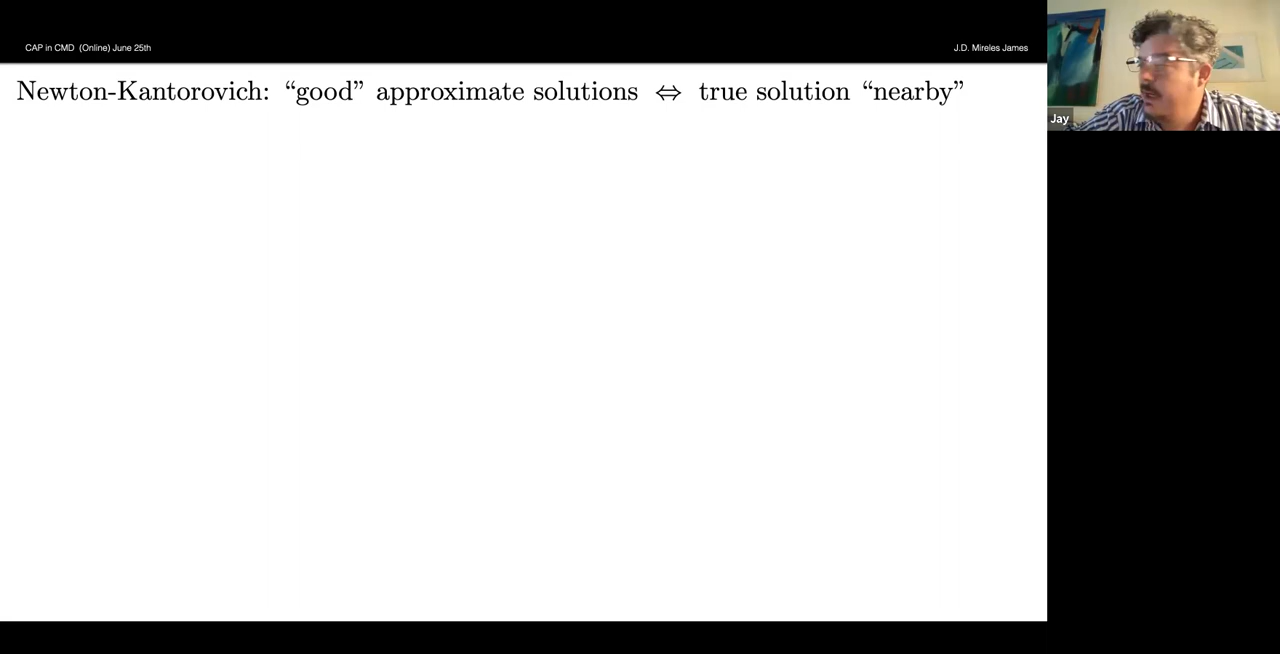 CAP in CMD (Online) June 25th
J.D. Mireles James
Newton-Kantorovich: “good” approximate solutions ⇔ true solution “nearby”
Jay